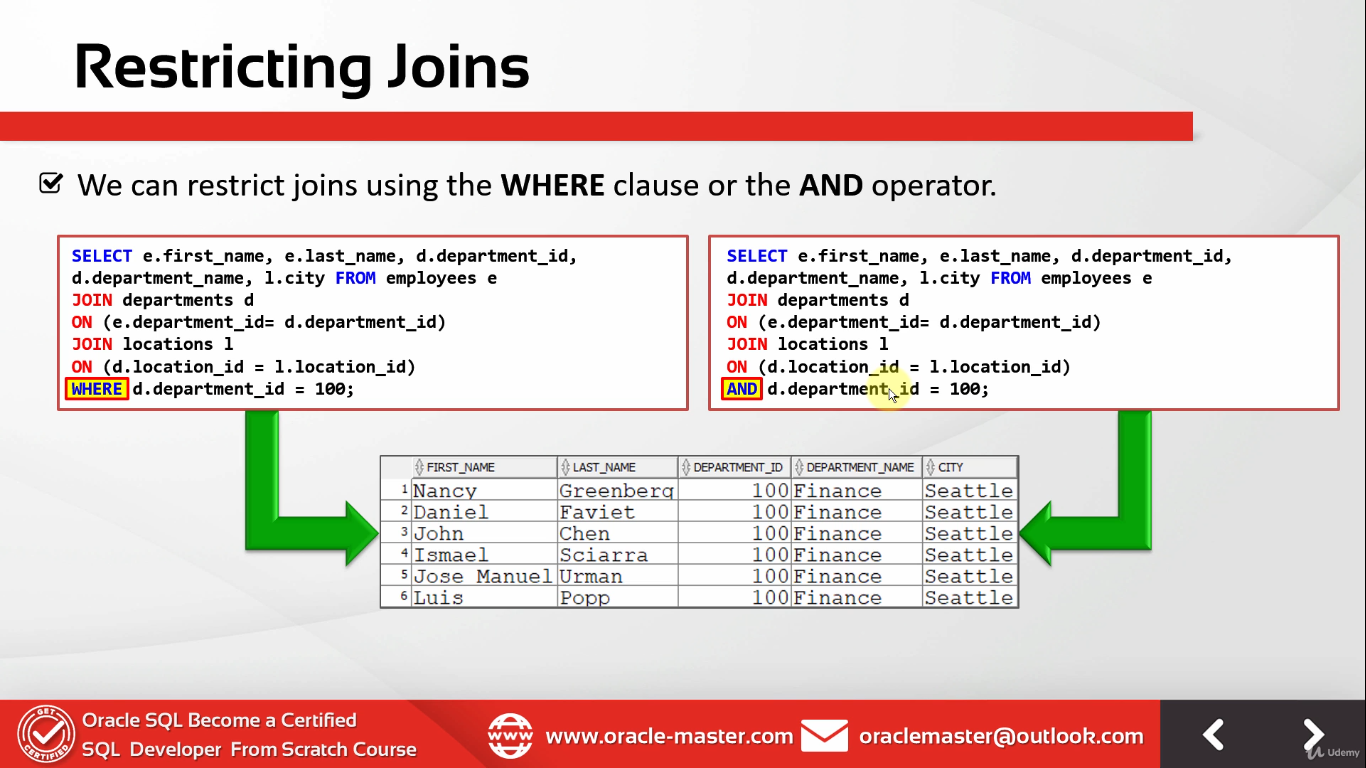 Restricting Joins
We can restrict joins using the WHERE clause or the AND operator.
SELECT e.first_name, e.last_name, d.department_id,
d.department_name, l.city FROM employees e
JOIN departments d
ON (e.department_id= d.department_id)
JOIN locations l
ON (d.location_id = l.location_id)
WHERE d.department_id = 100;
SELECT e.first_name, e.last_name, d.department_id,
d.department_name, l.city FROM employees e
JOIN departments d
ON (e.department_id= d.department_id)
JOIN locations l
ON (d.location_id = l.location_id)
AND d.department_id = 100;
FIRST_NAME LAST_NAME DEPARTMENT_ID DEPARTMENT_NAME CITY
1 Nancy Greenberg 100 Finance Seattle
2 Daniel Faviet 100 Finance Seattle
3 John Chen 100 Finance Seattle
4 Ismael Sciarra 100 Finance Seattle
5 Jose Manuel Urman 100 Finance Seattle
6 Luis Popp 100 Finance Seattle
GET CERTIFIED
Oracle SQL Become a Certified
SQL Developer From Scratch Course
www
www.oracle-master.com
oraclemaster@outlook.com
Udemy